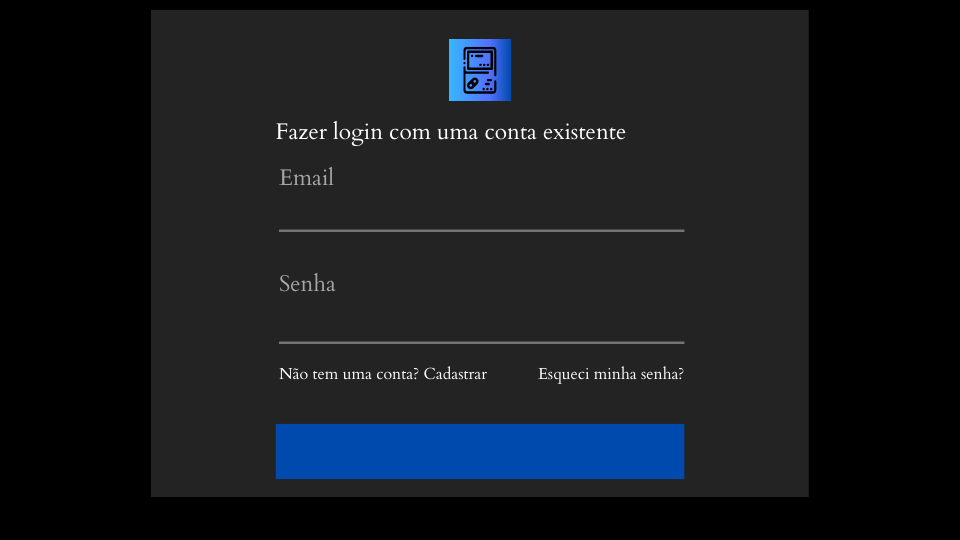 Fazer login com uma conta existente
Email
Senha
Não tem uma conta? Cadastrar
Esqueci minha senha?